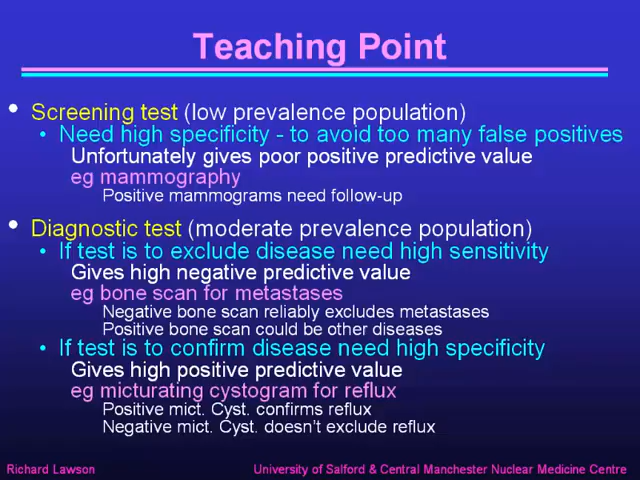 Teaching Point
• Screening test (low prevalence population)
• Need high specificity - to avoid too many false positives
Unfortunately gives poor positive predictive value
eg mammography
Positive mammograms need follow-up
• Diagnostic test (moderate prevalence population)
• If test is to exclude disease need high sensitivity
Gives high negative predictive value
eg bone scan for metastases
Negative bone scan reliably excludes metastases
Positive bone scan could be other diseases
• If test is to confirm disease need high specificity
Gives high positive predictive value
eg micturating cystogram for reflux
Positive mict. Cyst. confirms reflux
Negative mict. Cyst. doesn't exclude reflux
Richard Lawson
University of Salford & Central Manchester Nuclear Medicine Centre